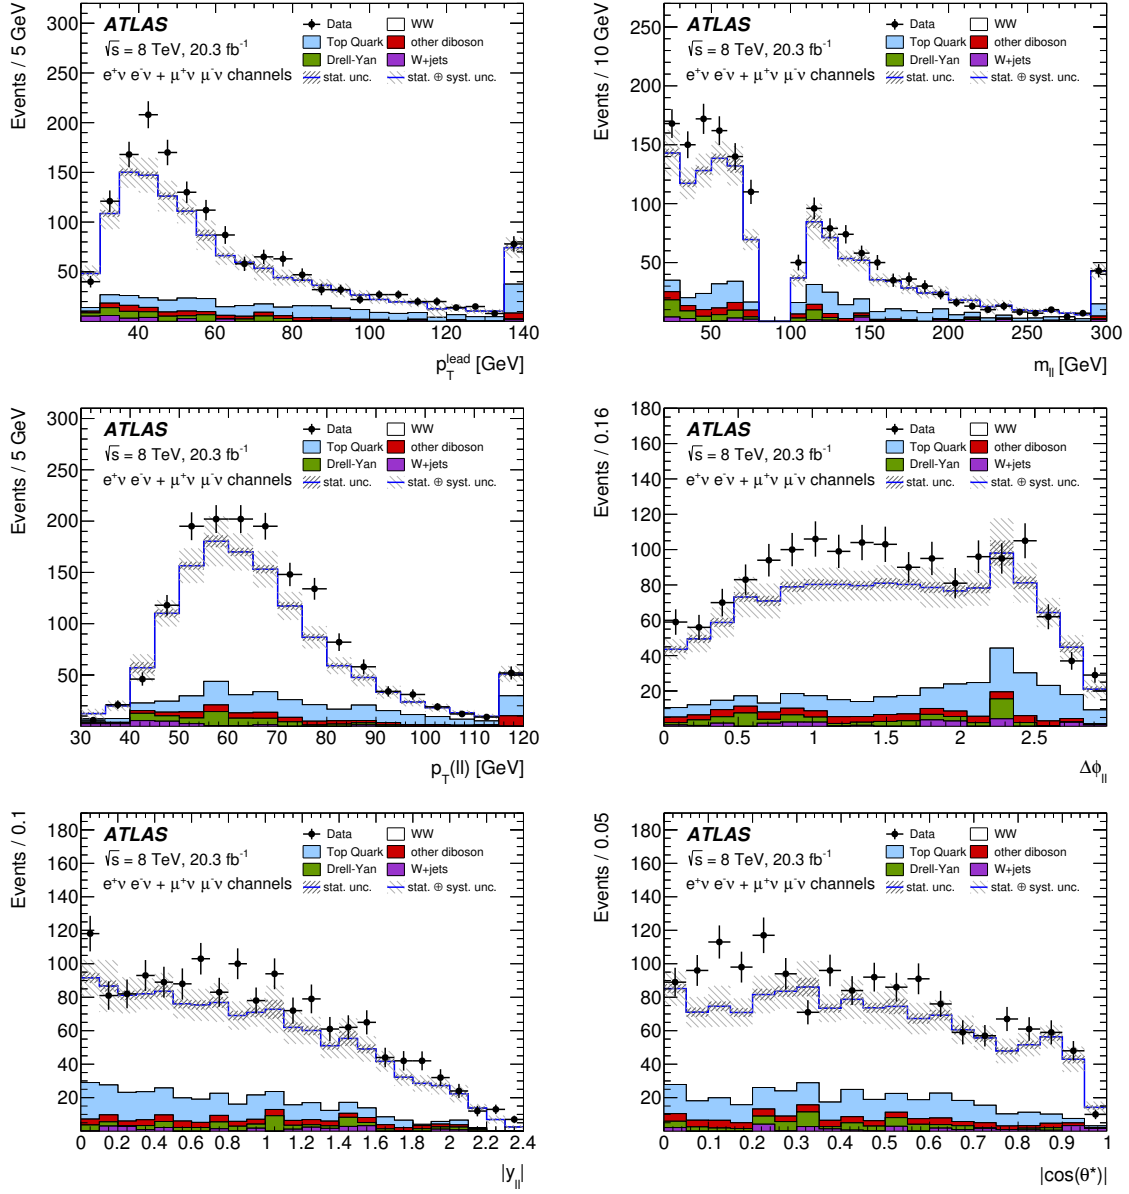 Events / 5 GeV
300
250
200
150
100
50
ATLAS
√s = 8 TeV, 20.3 fb⁻¹
e⁺ν e⁻ν + μ⁺ν μ⁻ν channels
Data
WW
Top Quark
other diboson
Drell-Yan
W+jets
stat. unc.
stat. ⊕ syst. unc.
40 60 80 100 120 140
p_T^lead [GeV]
Events / 10 GeV
250
200
150
100
50
ATLAS
√s = 8 TeV, 20.3 fb⁻¹
e⁺ν e⁻ν + μ⁺ν μ⁻ν channels
Data
WW
Top Quark
other diboson
Drell-Yan
W+jets
stat. unc.
stat. ⊕ syst. unc.
50 100 150 200 250 300
m_ll [GeV]
Events / 5 GeV
300
250
200
150
100
50
ATLAS
√s = 8 TeV, 20.3 fb⁻¹
e⁺ν e⁻ν + μ⁺ν μ⁻ν channels
Data
WW
Top Quark
other diboson
Drell-Yan
W+jets
stat. unc.
stat. ⊕ syst. unc.
30 40 50 60 70 80 90 100 110 120
p_T(ll) [GeV]
Events / 0.16
180
160
140
120
100
80
60
40
20
ATLAS
√s = 8 TeV, 20.3 fb⁻¹
e⁺ν e⁻ν + μ⁺ν μ⁻ν channels
Data
WW
Top Quark
other diboson
Drell-Yan
W+jets
stat. unc.
stat. ⊕ syst. unc.
0 0.5 1 1.5 2 2.5
Δϕ_ll
Events / 0.1
180
160
140
120
100
80
60
40
20
ATLAS
√s = 8 TeV, 20.3 fb⁻¹
e⁺ν e⁻ν + μ⁺ν μ⁻ν channels
Data
WW
Top Quark
other diboson
Drell-Yan
W+jets
stat. unc.
stat. ⊕ syst. unc.
0 0.2 0.4 0.6 0.8 1 1.2 1.4 1.6 1.8 2 2.2 2.4
|y_ll|
Events / 0.05
180
160
140
120
100
80
60
40
20
ATLAS
√s = 8 TeV, 20.3 fb⁻¹
e⁺ν e⁻ν + μ⁺ν μ⁻ν channels
Data
WW
Top Quark
other diboson
Drell-Yan
W+jets
stat. unc.
stat. ⊕ syst. unc.
0 0.1 0.2 0.3 0.4 0.5 0.6 0.7 0.8 0.9 1
|cos(θ*)|